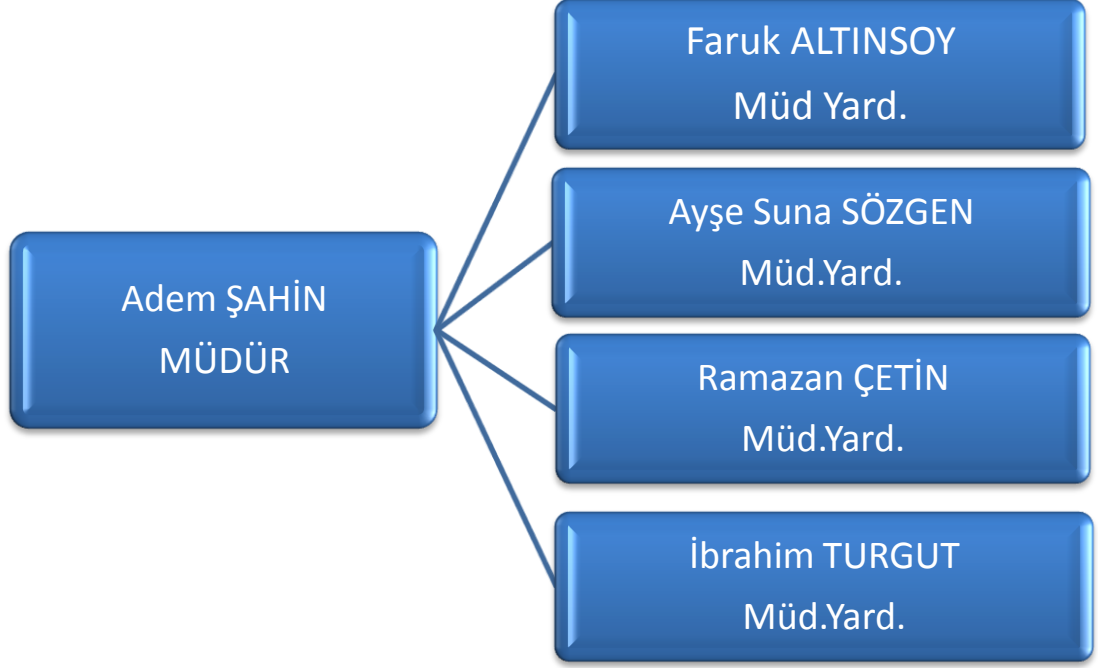 Adem ŞAHİN
MÜDÜR
Faruk ALTINSOY
Müd Yard.
Ayşe Suna SÖZGEN
Müd.Yard.
Ramazan ÇETİN
Müd.Yard.
İbrahim TURGUT
Müd.Yard.